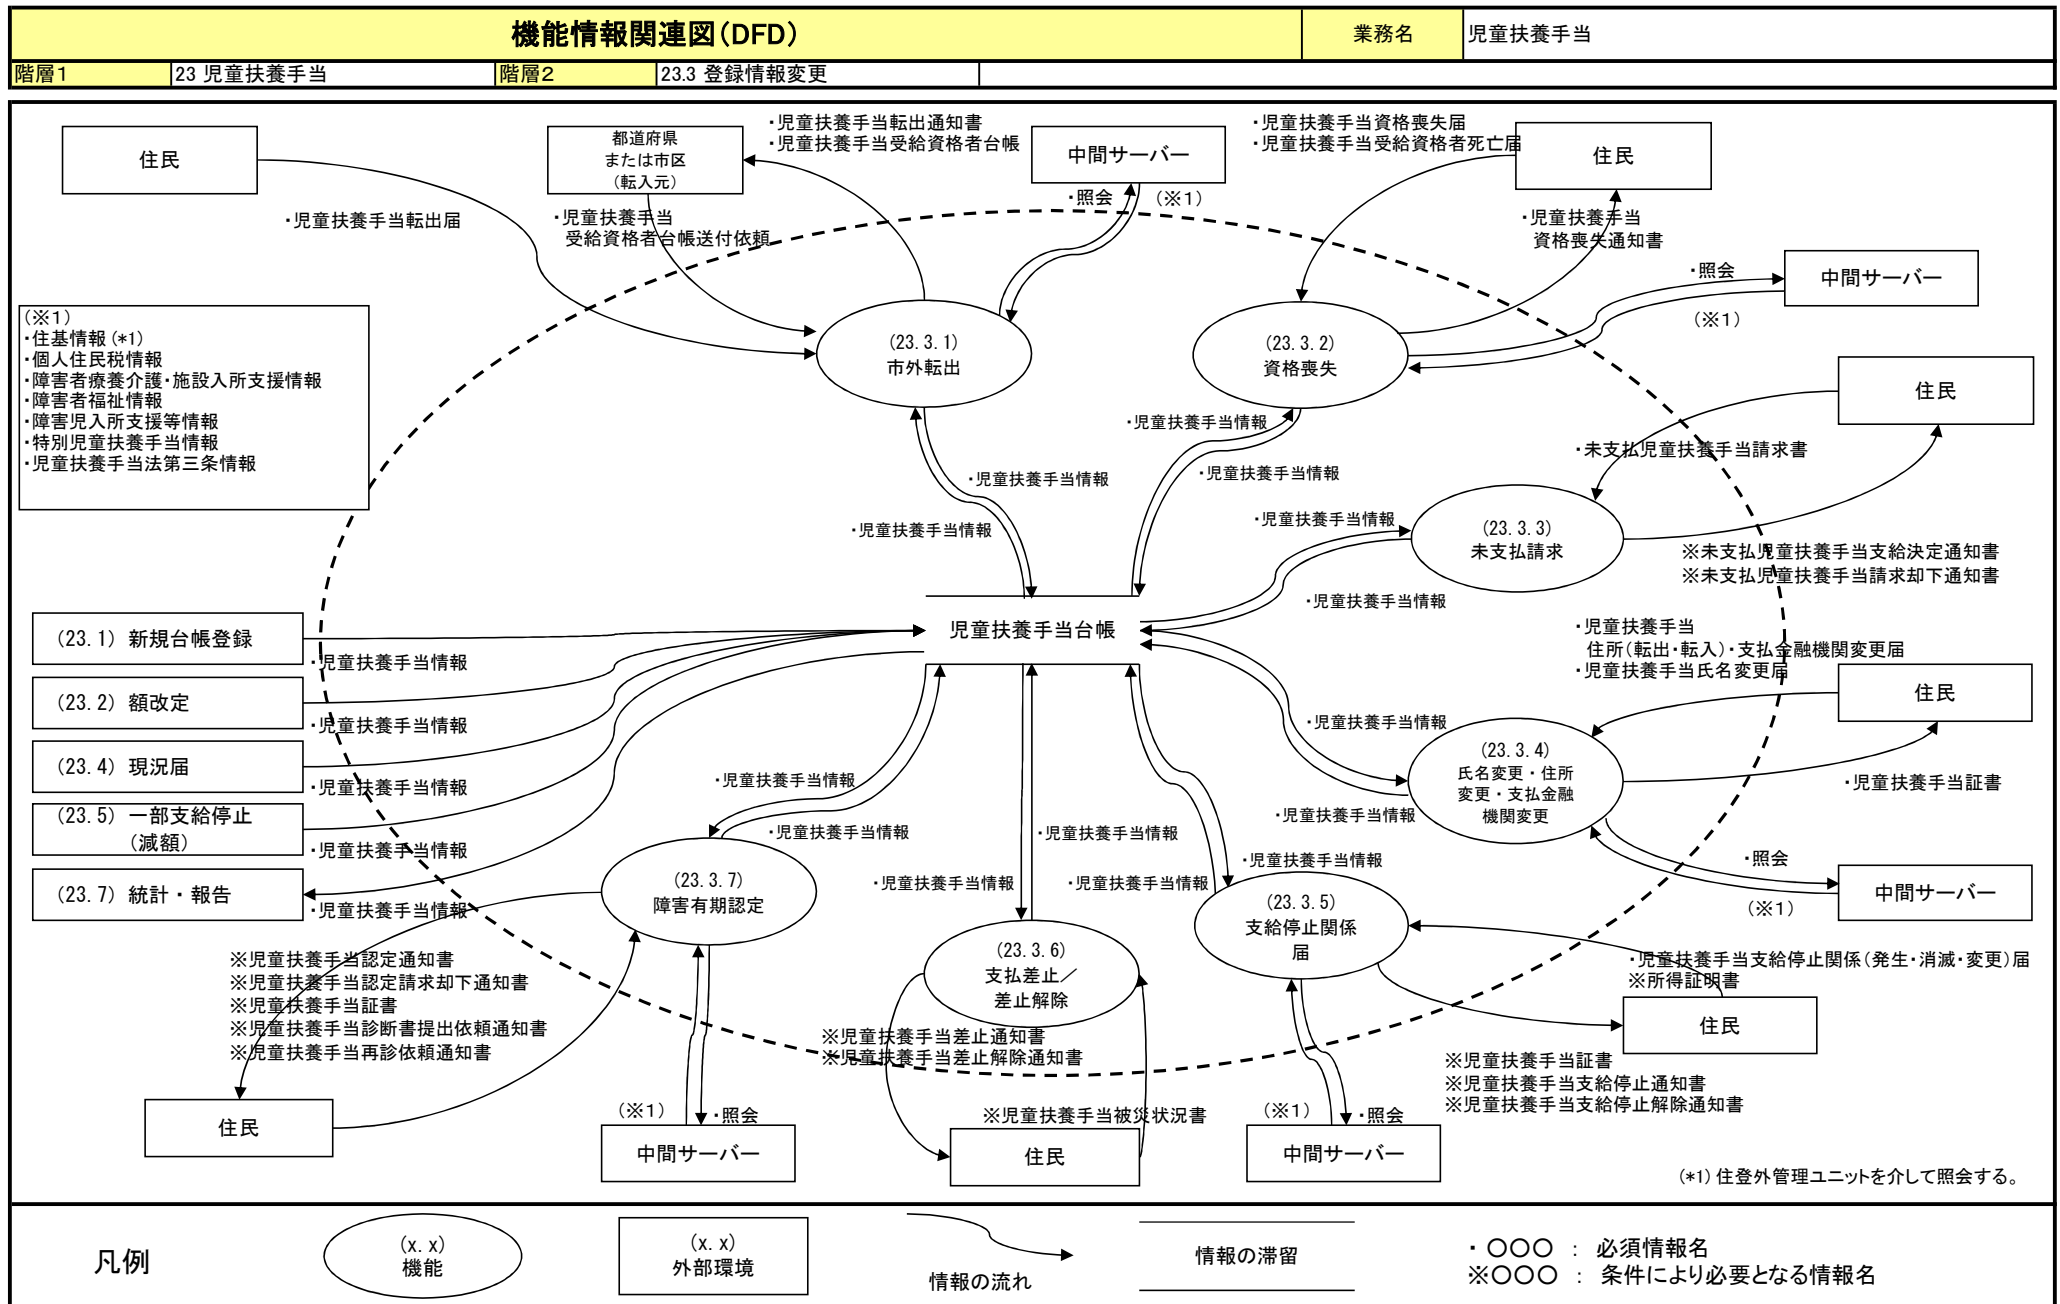 機能情報関連図(DFD)
業務名
児童扶養手当
階層1
23 児童扶養手当
階層2
23.3 登録情報変更
住民
・児童扶養手当転出届
都道府県
または市区
(転入元)
・児童扶養手当転出通知書
・児童扶養手当受給資格者台帳
・児童扶養手当
受給資格者台帳送付依頼
中間サーバー
・照会
(※1)
・児童扶養手当資格喪失届
・児童扶養手当受給資格者死亡届
住民
・児童扶養手当
資格喪失通知書
・照会
中間サーバー
(※1)
(※1)
・住基情報(*1)
・個人住民税情報
・障害者療養介護・施設入所支援情報
・障害者福祉情報
・障害児入所支援等情報
・特別児童扶養手当情報
・児童扶養手当法第三条情報
(23.3.1)
市外転出
(23.3.2)
資格喪失
住民
・未支払児童扶養手当請求書
・児童扶養手当情報
・児童扶養手当情報
・児童扶養手当情報
・児童扶養手当情報
・児童扶養手当情報
(23.3.3)
未支払請求
※未支払児童扶養手当支給決定通知書
※未支払児童扶養手当請求却下通知書
・児童扶養手当情報
児童扶養手当台帳
(23.1) 新規台帳登録
・児童扶養手当情報
(23.2) 額改定
・児童扶養手当情報
(23.4) 現況届
・児童扶養手当情報
(23.5) 一部支給停止
(減額)
・児童扶養手当情報
(23.7) 統計・報告
・児童扶養手当情報
・児童扶養手当
住所(転出・転入)・支払金融機関変更届
・児童扶養手当氏名変更届
住民
・児童扶養手当情報
(23.3.4)
氏名変更・住所
変更・支払金融
機関変更
・児童扶養手当証書
・児童扶養手当情報
・照会
中間サーバー
(※1)
・児童扶養手当情報
・児童扶養手当情報
(23.3.7)
障害有期認定
・児童扶養手当情報
・児童扶養手当情報
・児童扶養手当情報
・児童扶養手当情報
(23.3.6)
支払差止/
差止解除
(23.3.5)
支給停止関係
届
・児童扶養手当支給停止関係(発生・消滅・変更)届
※所得証明書
住民
※児童扶養手当認定通知書
※児童扶養手当認定請求却下通知書
※児童扶養手当証書
※児童扶養手当診断書提出依頼通知書
※児童扶養手当再診依頼通知書
※児童扶養手当差止通知書
※児童扶養手当差止解除通知書
※児童扶養手当証書
※児童扶養手当支給停止通知書
※児童扶養手当支給停止解除通知書
住民
(※1)
・照会
中間サーバー
※児童扶養手当被災状況書
住民
(※1)
・照会
中間サーバー
(*1)住登外管理ユニットを介して照会する。
凡例
(x.x)
機能
(x.x)
外部環境
情報の流れ
情報の滞留
・ ○○○ : 必須情報名
※○○○ : 条件により必要となる情報名